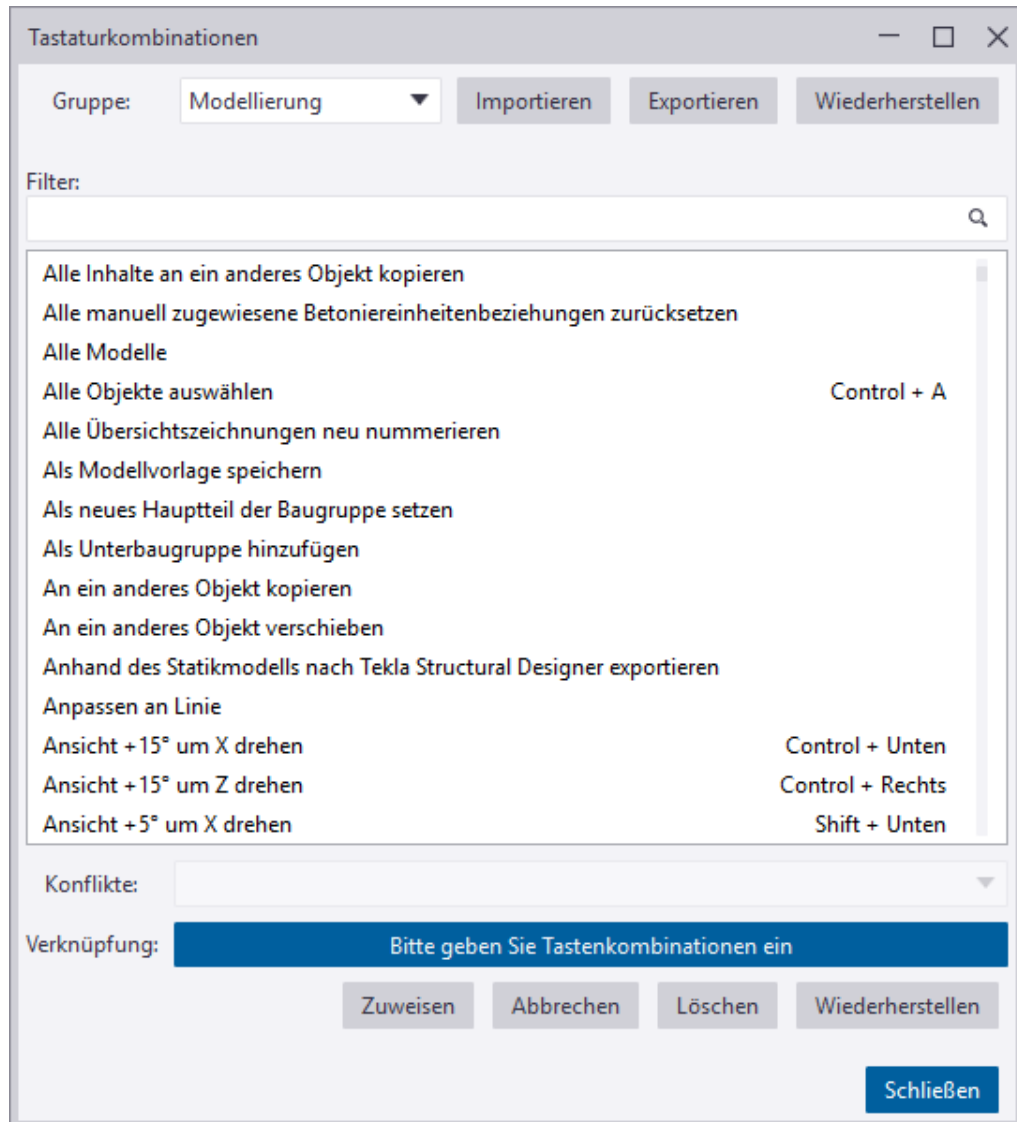 Tastaturkombinationen
Gruppe: Modellierung Importieren Exportieren Wiederherstellen
Filter:
Alle Inhalte an ein anderes Objekt kopieren
Alle manuell zugewiesene Betoniereinheitenbeziehungen zurücksetzen
Alle Modelle
Alle Objekte auswählen Control + A
Alle Übersichtszeichnungen neu nummerieren
Als Modellvorlage speichern
Als neues Hauptteil der Baugruppe setzen
Als Unterbaugruppe hinzufügen
An ein anderes Objekt kopieren
An ein anderes Objekt verschieben
Anhand des Statikmodells nach Tekla Structural Designer exportieren
Anpassen an Linie
Ansicht +15° um X drehen Control + Unten
Ansicht +15° um Z drehen Control + Rechts
Ansicht +5° um X drehen Shift + Unten
Konflikte:
Verknüpfung: Bitte geben Sie Tastenkombinationen ein
Zuweisen Abbrechen Löschen Wiederherstellen
Schließen